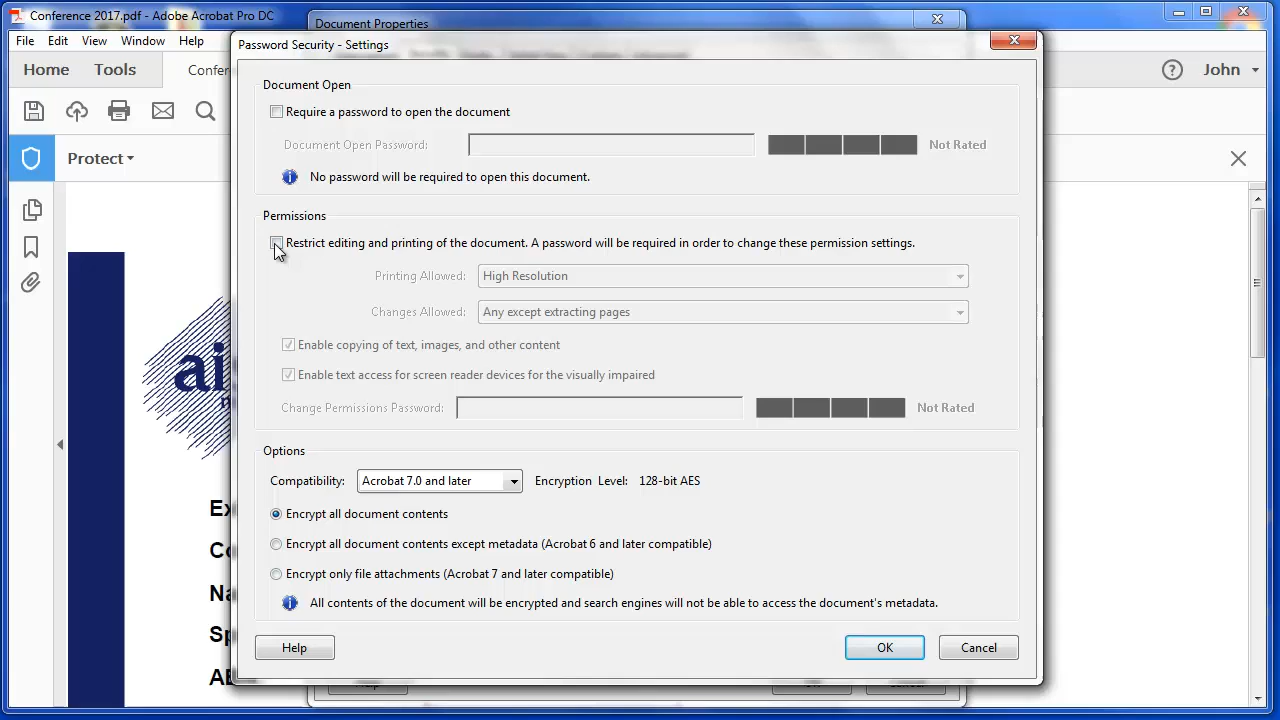 Conference 2017.pdf - Adobe Acrobat Pro DC
Document Properties
File Edit View Window Help
Password Security - Settings
Home Tools
John
Document Open
Require a password to open the document
Document Open Password: Not Rated
Protect
No password will be required to open this document.
Permissions
Restrict editing and printing of the document. A password will be required in order to change these permission settings.
Printing Allowed: High Resolution
Changes Allowed: Any except extracting pages
Enable copying of text, images, and other content
Enable text access for screen reader devices for the visually impaired
Change Permissions Password: Not Rated
Options
Compatibility: Acrobat 7.0 and later Encryption Level: 128-bit AES
Encrypt all document contents
Encrypt all document contents except metadata (Acrobat 6 and later compatible)
Encrypt only file attachments (Acrobat 7 and later compatible)
All contents of the document will be encrypted and search engines will not be able to access the document's metadata.
Help OK Cancel